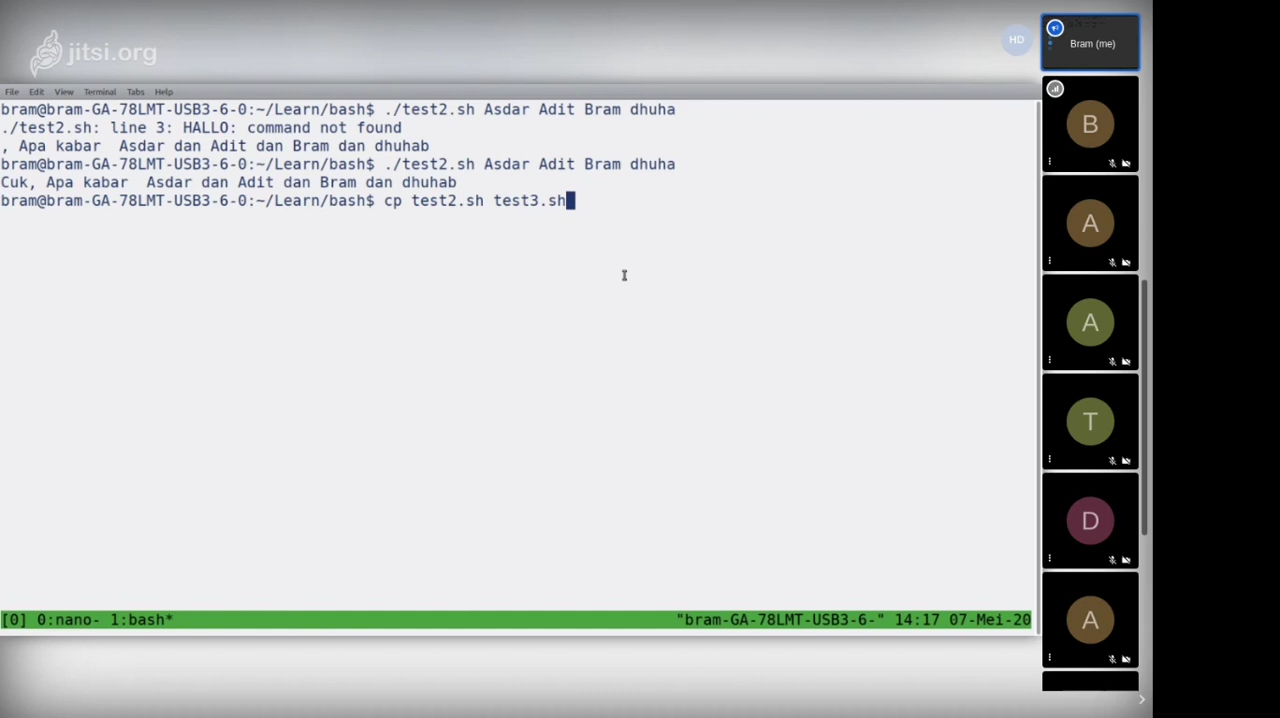 jitsi.org
HD
Bram (me)
File Edit View Terminal Tabs Help
bram@bram-GA-78LMT-USB3-6-0:~/Learn/bash$ ./test2.sh Asdar Adit Bram dhuha
./test2.sh: line 3: HALLO: command not found
, Apa kabar  Asdar dan Adit dan Bram dan dhuhab
bram@bram-GA-78LMT-USB3-6-0:~/Learn/bash$ ./test2.sh Asdar Adit Bram dhuha
Cuk, Apa kabar  Asdar dan Adit dan Bram dan dhuhab
bram@bram-GA-78LMT-USB3-6-0:~/Learn/bash$ cp test2.sh test3.sh
[0] 0:nano- 1:bash* "bram-GA-78LMT-USB3-6-" 14:17 07-Mei-20
B
A
A
T
D
A